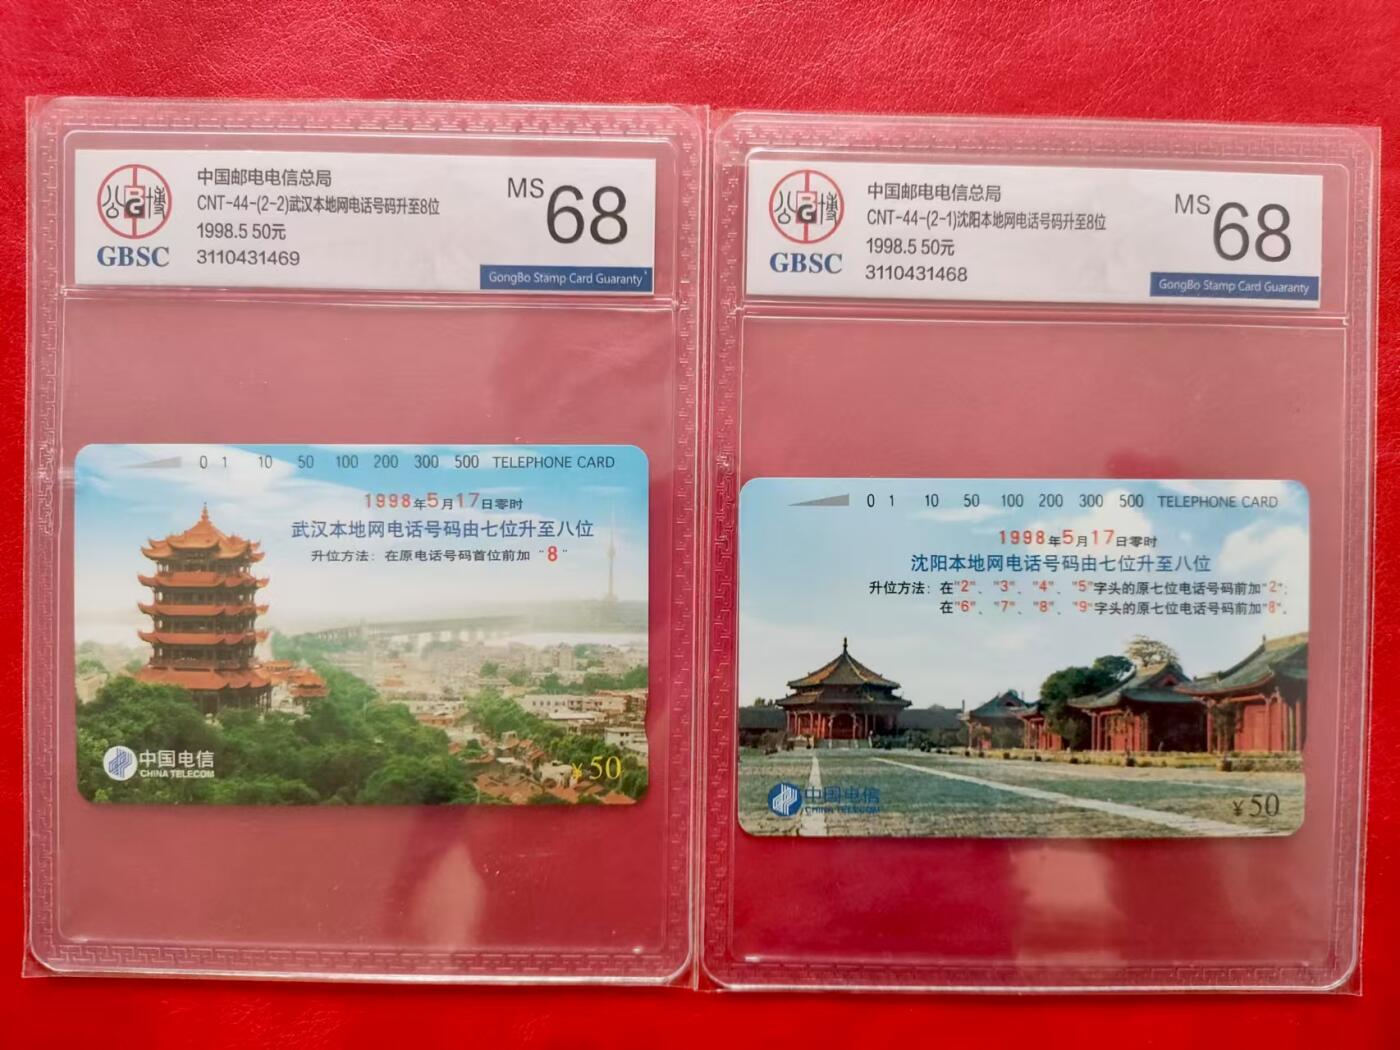 公博
GBSC
中国邮电电信总局
CNT-44-(2-2)武汉本地网电话号码升至8位
1998.5 50元
3110431469
MS 68
GongBo Stamp Card Guaranty
0 1 10 50 100 200 300 500 TELEPHONE CARD
1998年5月17日零时
武汉本地网电话号码由七位升至八位
升位方法：在原电话号码首位前加"8"
中国电信
CHINA TELECOM
¥50
公博
GBSC
中国邮电电信总局
CNT-44-(2-1)沈阳本地网电话号码升至8位
1998.5 50元
3110431468
MS 68
GongBo Stamp Card Guaranty
0 1 10 50 100 200 300 500 TELEPHONE CARD
1998年5月17日零时
沈阳本地网电话号码由七位升至八位
升位方法：在"2"、"3"、"4"、"5"字头的原七位电话号码前加"2"；
在"6"、"7"、"8"、"9"字头的原七位电话号码前加"8"。
中国电信
CHINA TELECOM
¥50